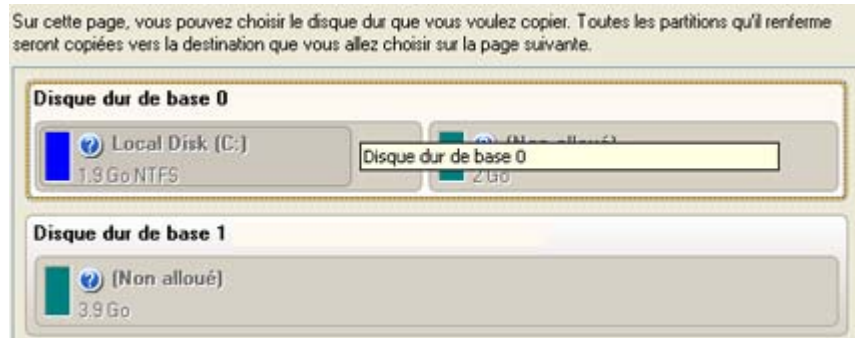 Sur cette page, vous pouvez choisir le disque dur que vous voulez copier. Toutes les partitions qu'il renferme
seront copiées vers la destination que vous allez choisir sur la page suivante.
Disque dur de base 0
Local Disk (C:)
1.9 Go NTFS
(Non alloué)
2 Go
Disque dur de base 0
Disque dur de base 1
(Non alloué)
3.9 Go